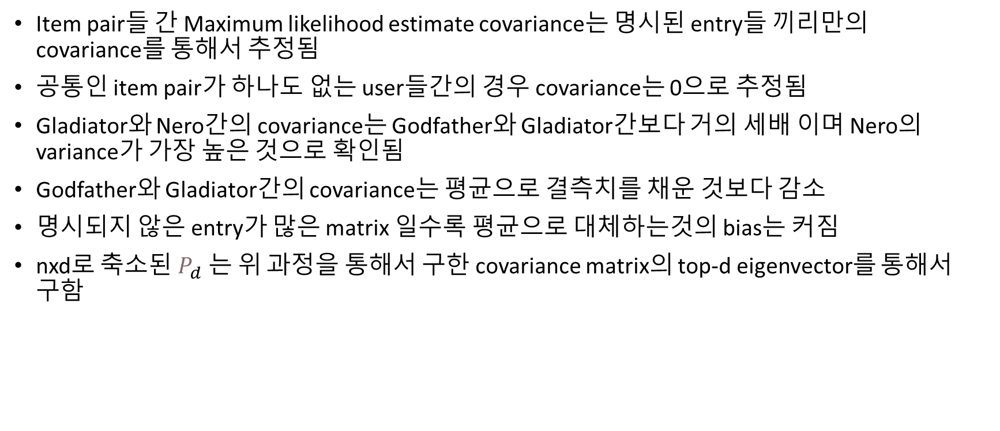 • Item pair들 간 Maximum likelihood estimate covariance는 명시된 entry들 끼리만의
covariance를 통해서 추정됨
• 공통인 item pair가 하나도 없는 user들간의 경우 covariance는 0으로 추정됨
• Gladiator와 Nero간의 covariance는 Godfather와 Gladiator간보다 거의 세배 이며 Nero의
variance가 가장 높은 것으로 확인됨
• Godfather와 Gladiator간의 covariance는 평균으로 결측치를 채운 것보다 감소
• 명시되지 않은 entry가 많은 matrix 일수록 평균으로 대체하는것의 bias는 커짐
• nxd로 축소된 P_d 는 위 과정을 통해서 구한 covariance matrix의 top-d eigenvector를 통해서
구함